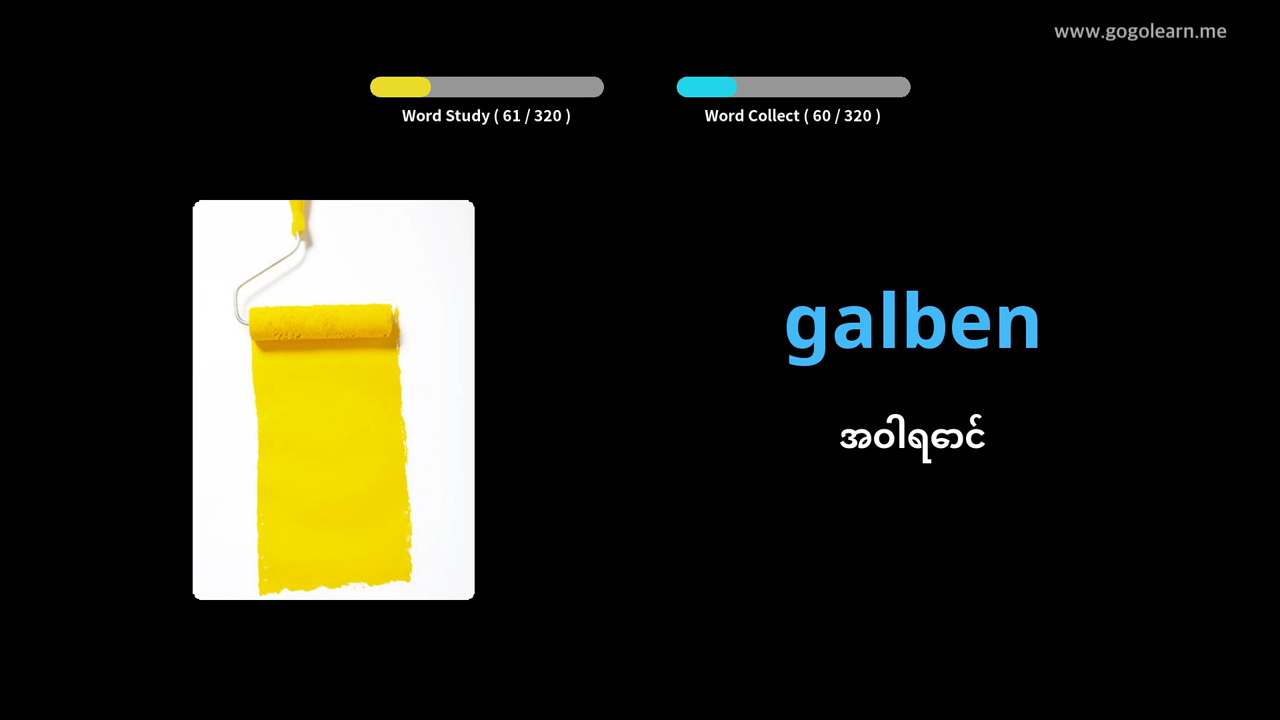 www.gogolearn.me
Word Study ( 61 / 320 )
Word Collect ( 60 / 320 )
galben
အဝါရောင်